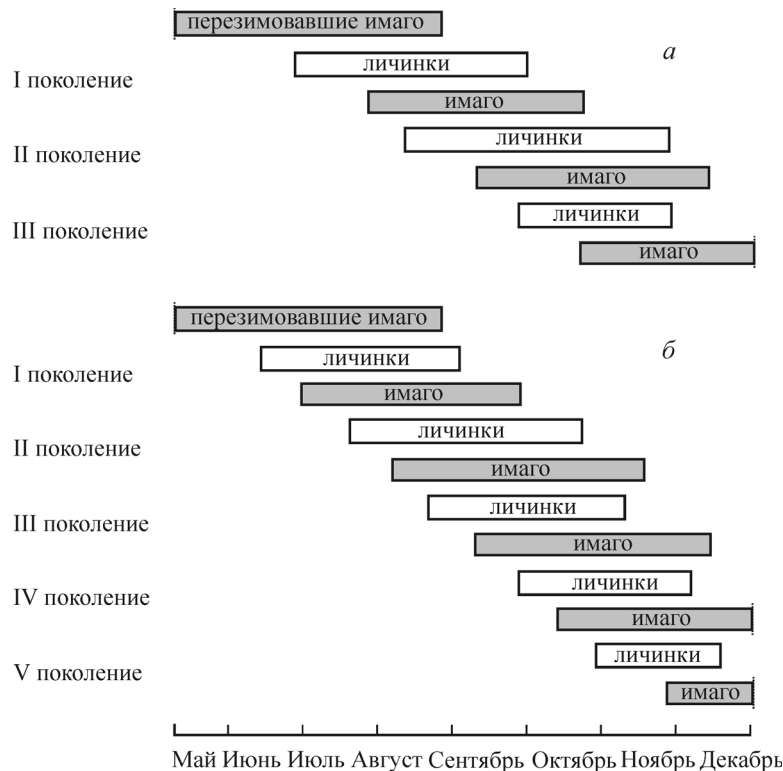 перезимовавшие имаго
а
личинки
I поколение
имаго
личинки
II поколение
имаго
личинки
III поколение
имаго
перезимовавшие имаго
б
личинки
I поколение
имаго
личинки
II поколение
имаго
личинки
III поколение
имаго
личинки
IV поколение
имаго
личинки
V поколение
имаго
Май Июнь Июль Август Сентябрь Октябрь Ноябрь Декабрь